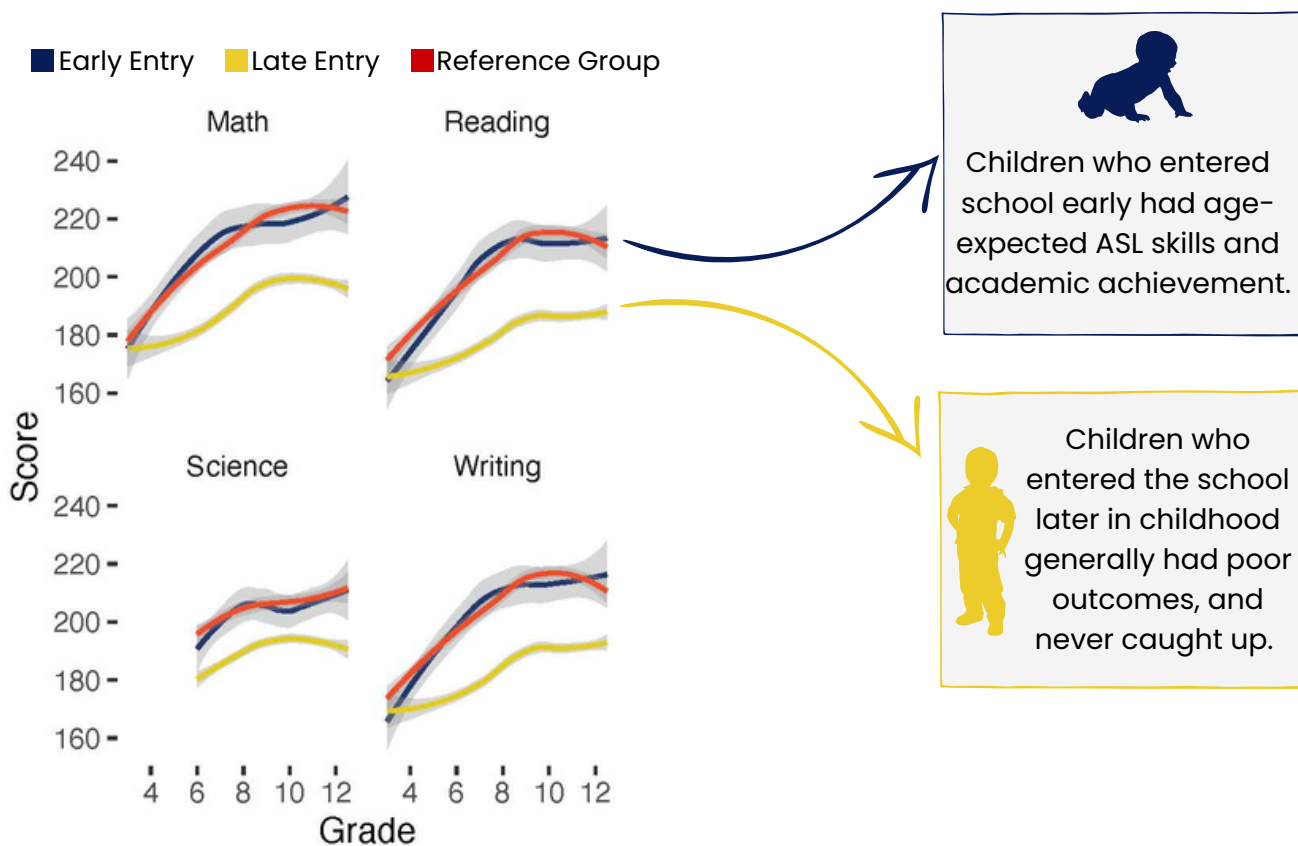 Early Entry Late Entry Reference Group
Math Reading
240
220
200
180
160
Score
Science Writing
240
220
200
180
160
4 6 8 10 12 4 6 8 10 12
Grade
Children who entered
school early had age-
expected ASL skills and
academic achievement.
Children who
entered the school
later in childhood
generally had poor
outcomes, and
never caught up.